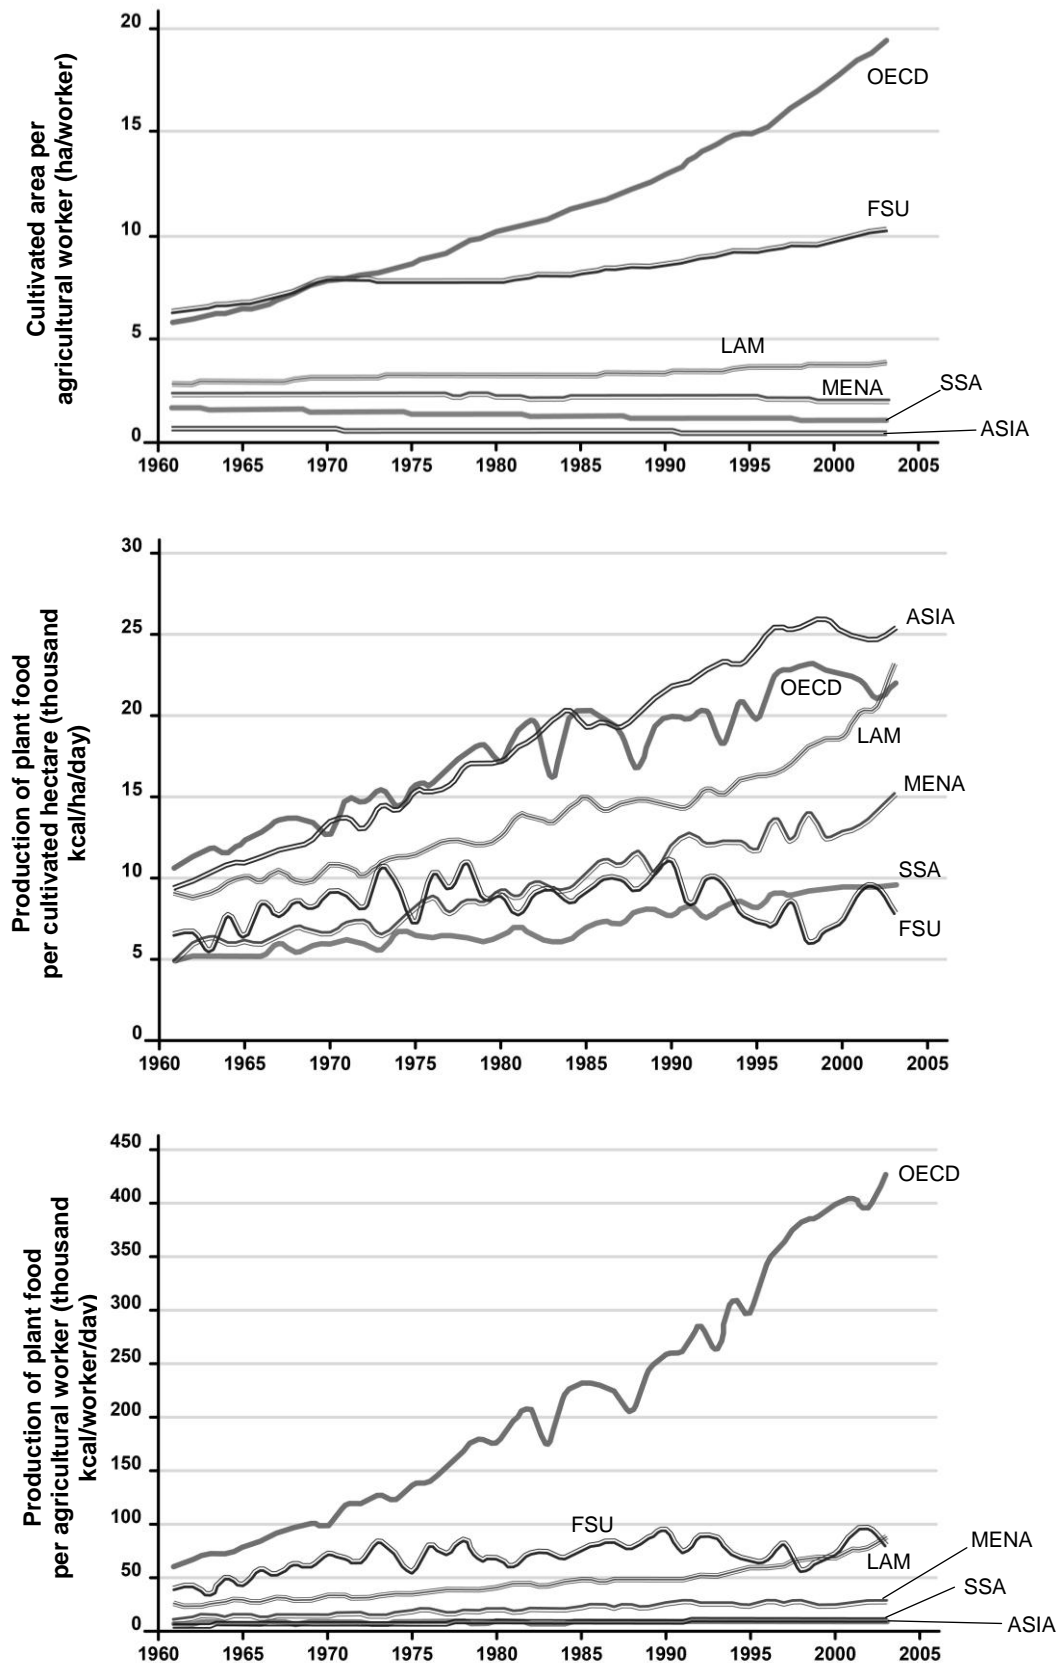 Cultivated area per
agricultural worker (ha/worker)
20
15
10
5
0
OECD
FSU
LAM
MENA
SSA
ASIA
1960 1965 1970 1975 1980 1985 1990 1995 2000 2005
Production of plant food
per cultivated hectare (thousand
kcal/ha/day)
30
25
20
15
10
5
0
ASIA
OECD
LAM
MENA
SSA
FSU
1960 1965 1970 1975 1980 1985 1990 1995 2000 2005
Production of plant food
per agricultural worker (thousand
kcal/worker/day)
450
400
350
300
250
200
150
100
50
0
OECD
FSU
MENA
LAM
SSA
ASIA
1960 1965 1970 1975 1980 1985 1990 1995 2000 2005